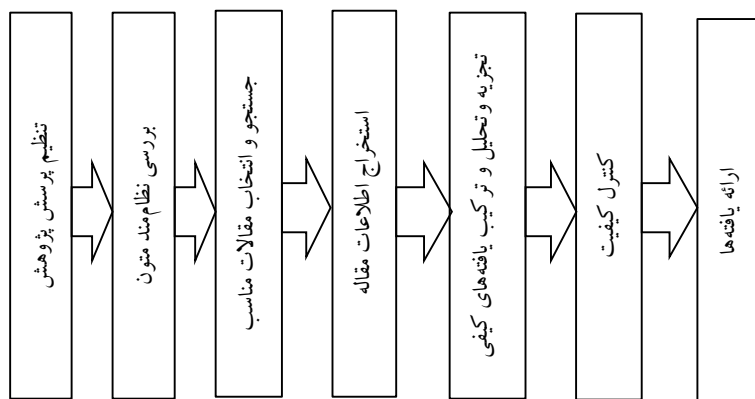 تنظیم پرسش پژوهش
بررسی نظام‌مند متون
جستجو و انتخاب مقالات مناسب
استخراج اطلاعات مقاله
تجزیه و تحلیل و ترکیب یافته‌های کیفی
کنترل کیفیت
ارائه یافته‌ها